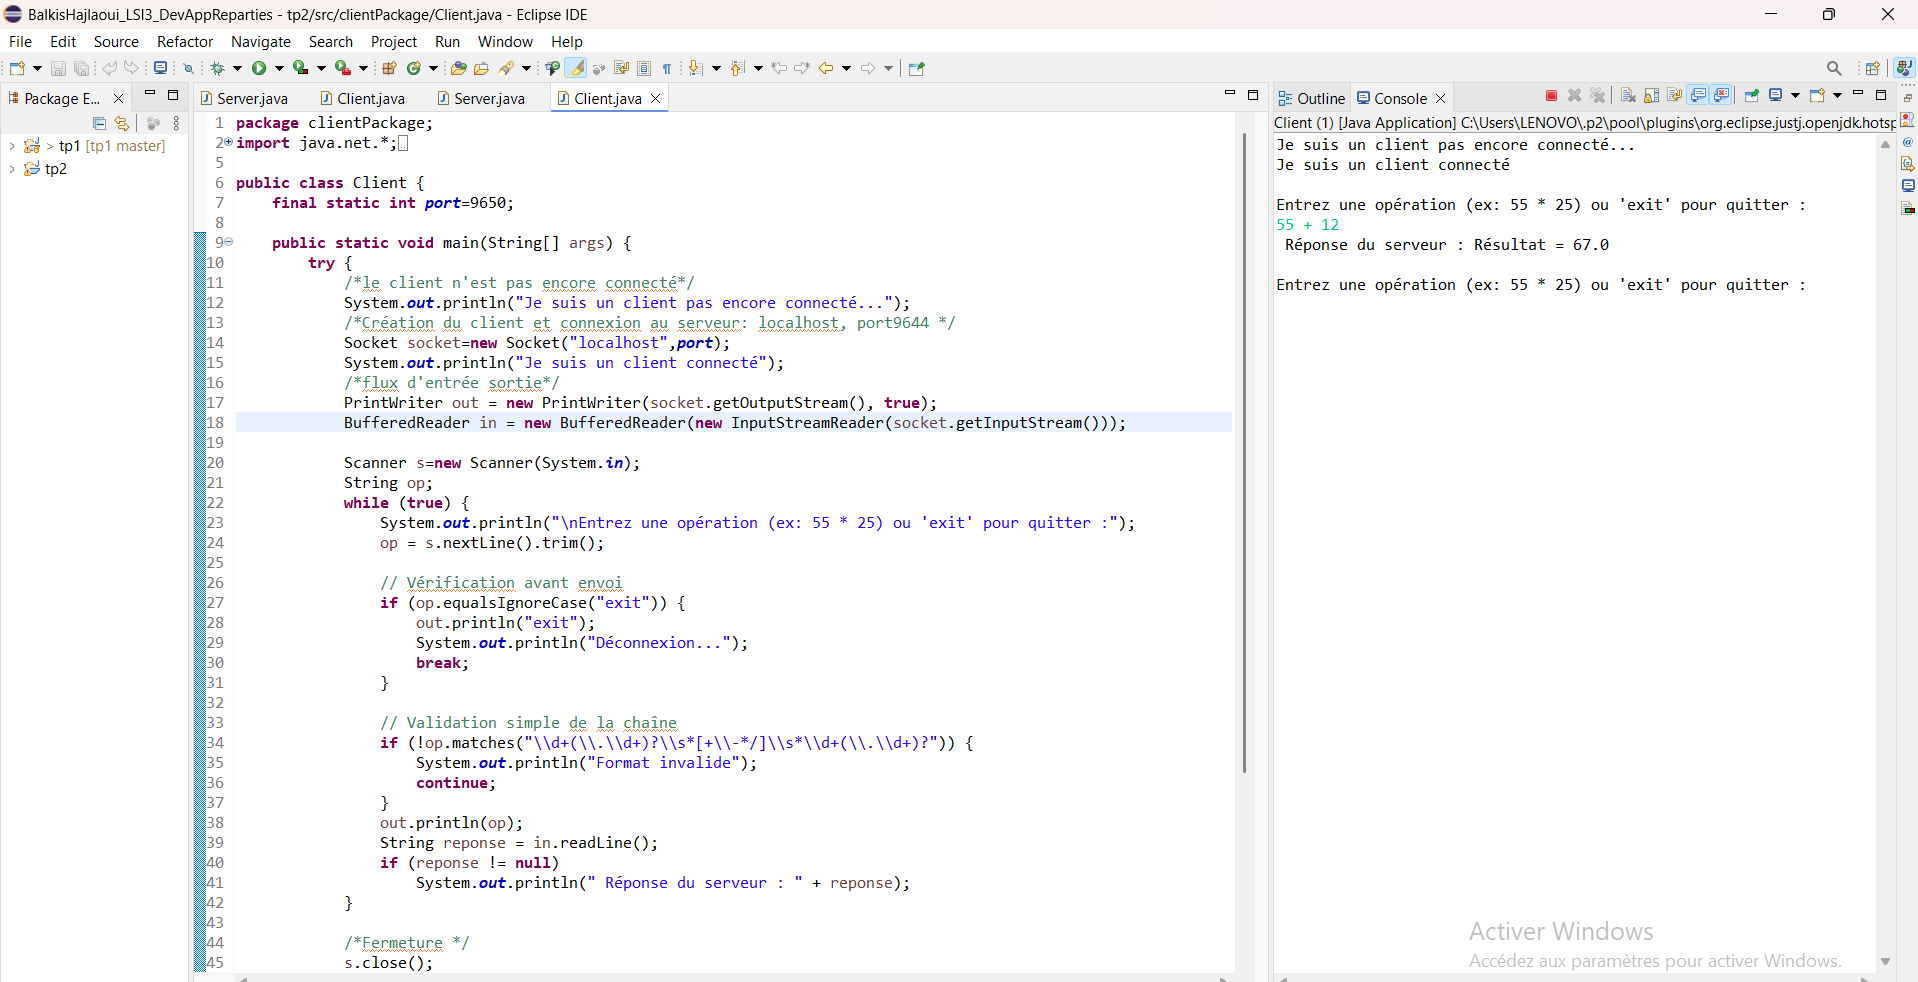 BalkisHajlaoui_LSI3_DevAppReparties - tp2/src/clientPackage/Client.java - Eclipse IDE
File Edit Source Refactor Navigate Search Project Run Window Help
Package E...
> tp1 [tp1 master]
tp2
Server.java Client.java Server.java Client.java
1 package clientPackage;
2 import java.net.*;
5
6 public class Client {
7 final static int port=9650;
8
9 public static void main(String[] args) {
10 try {
11 /*le client n'est pas encore connecté*/
12 System.out.println("Je suis un client pas encore connecté...");
13 /*Création du client et connexion au serveur: localhost, port9644 */
14 Socket socket=new Socket("localhost",port);
15 System.out.println("Je suis un client connecté");
16 /*flux d'entrée sortie*/
17 PrintWriter out = new PrintWriter(socket.getOutputStream(), true);
18 BufferedReader in = new BufferedReader(new InputStreamReader(socket.getInputStream()));
19
20 Scanner s=new Scanner(System.in);
21 String op;
22 while (true) {
23 System.out.println("\nEntrez une opération (ex: 55 * 25) ou 'exit' pour quitter :");
24 op = s.nextLine().trim();
25
26 // Vérification avant envoi
27 if (op.equalsIgnoreCase("exit")) {
28 out.println("exit");
29 System.out.println("Déconnexion...");
30 break;
31 }
32
33 // Validation simple de la chaîne
34 if (!op.matches("\\d+(\\.\\d+)?\\s*[+\\-*/]\\s*\\d+(\\.\\d+)?")) {
35 System.out.println("Format invalide");
36 continue;
37 }
38 out.println(op);
39 String reponse = in.readLine();
40 if (reponse != null)
41 System.out.println(" Réponse du serveur : " + reponse);
42 }
43
44 /*Fermeture */
45 s.close();
Outline Console
Client (1) [Java Application] C:\Users\LENOVO\.p2\pool\plugins\org.eclipse.justj.openjdk.hotsp
Je suis un client pas encore connecté...
Je suis un client connecté
Entrez une opération (ex: 55 * 25) ou 'exit' pour quitter :
55 + 12
Réponse du serveur : Résultat = 67.0
Entrez une opération (ex: 55 * 25) ou 'exit' pour quitter :
Activer Windows
Accédez aux paramètres pour activer Windows.